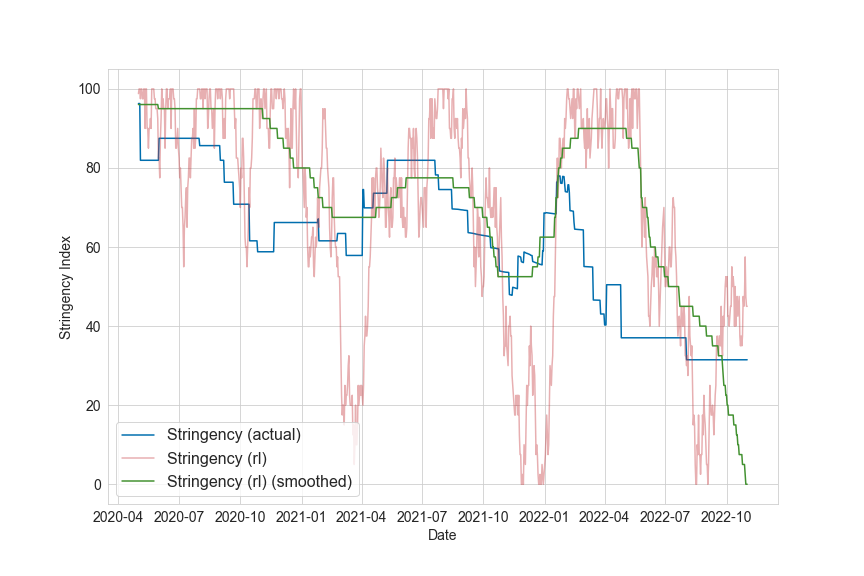 100
80
60
40
20
0
Stringency Index
Stringency (actual)
Stringency (rl)
Stringency (rl) (smoothed)
2020-04 2020-07 2020-10 2021-01 2021-04 2021-07 2021-10 2022-01 2022-04 2022-07 2022-10
Date